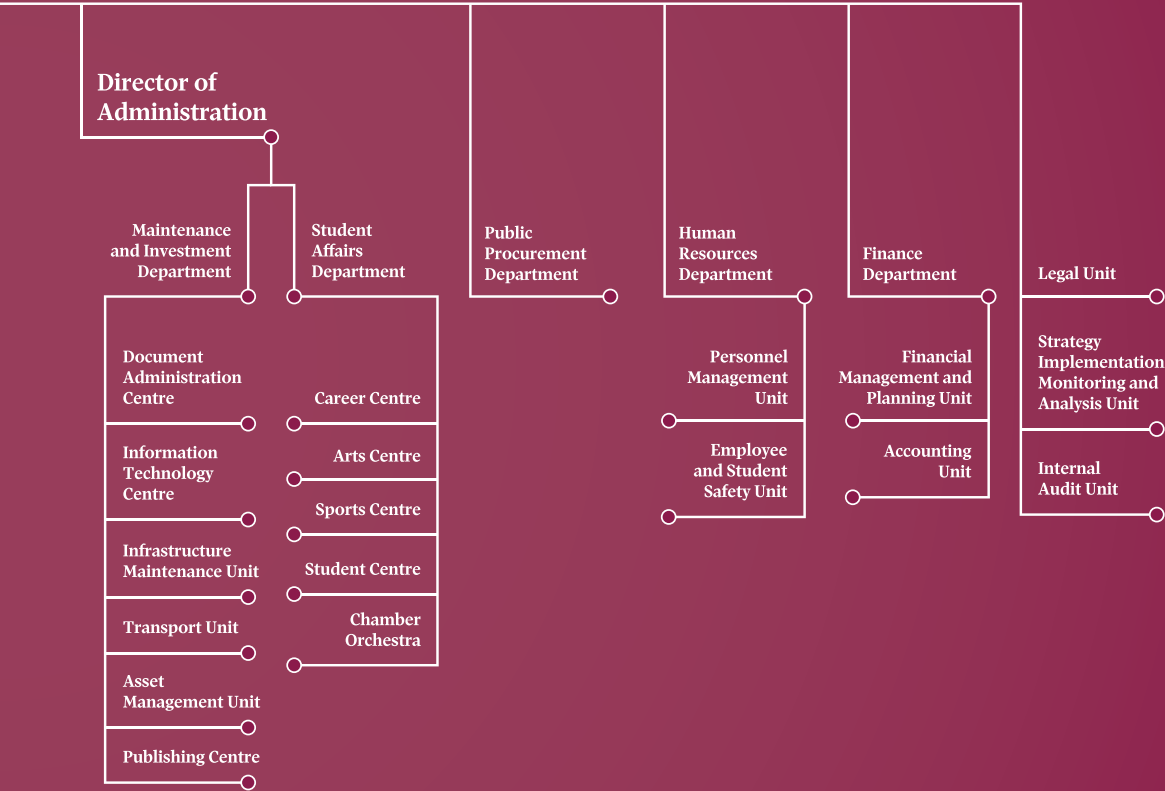 Director of
Administration
Maintenance
and Investment
Department
Document
Administration
Centre
Information
Technology
Centre
Infrastructure
Maintenance Unit
Transport Unit
Asset
Management Unit
Publishing Centre
Student
Affairs
Department
Career Centre
Arts Centre
Sports Centre
Student Centre
Chamber
Orchestra
Public
Procurement
Department
Human
Resources
Department
Personnel
Management
Unit
Employee
and Student
Safety Unit
Finance
Department
Financial
Management and
Planning Unit
Accounting
Unit
Legal Unit
Strategy
Implementation
Monitoring and
Analysis Unit
Internal
Audit Unit